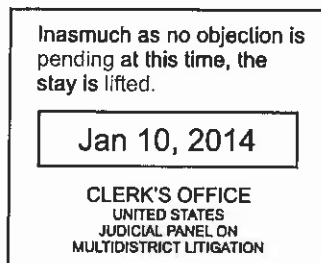 Inasmuch as no objection is
pending at this time, the
stay is lifted.
Jan 10, 2014
CLERK'S OFFICE
UNITED STATES
JUDICIAL PANEL ON
MULTIDISTRICT LITIGATION